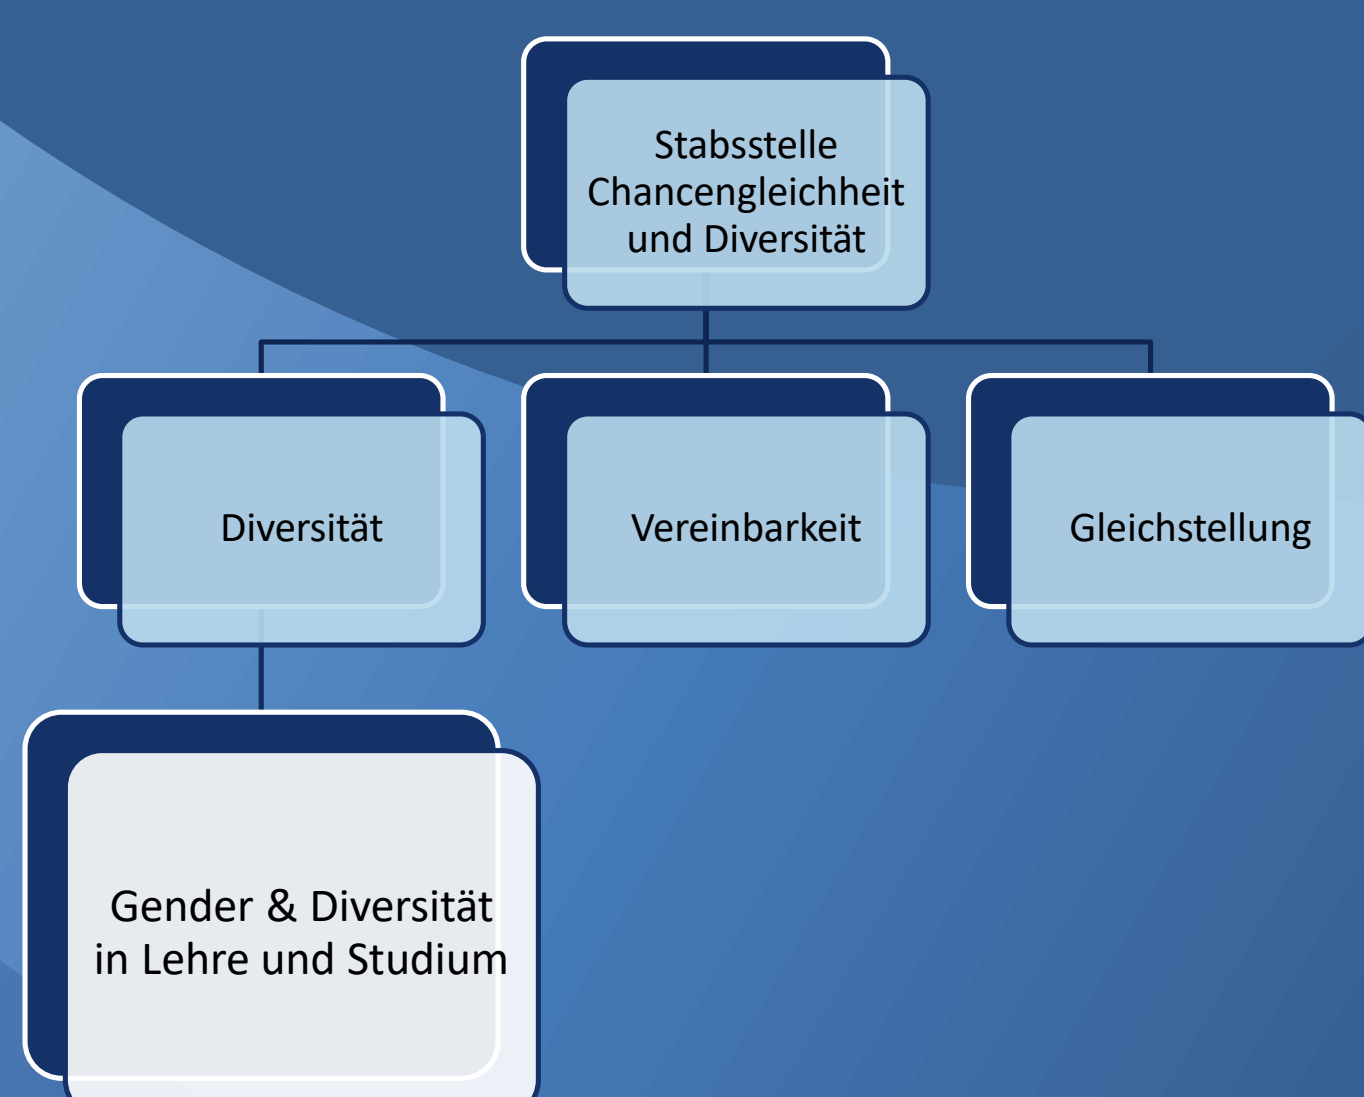 Stabsstelle
Chancengleichheit
und Diversität
Diversität
Vereinbarkeit
Gleichstellung
Gender & Diversität
in Lehre und Studium